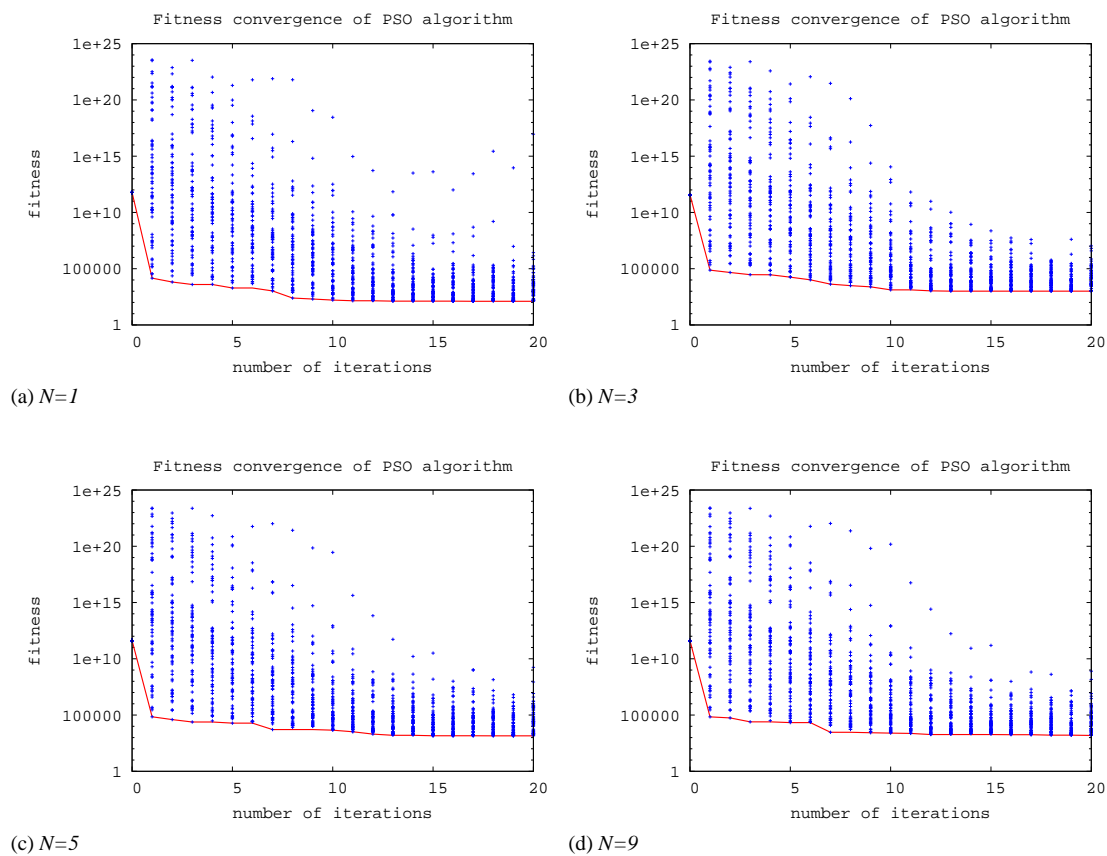 Fitness convergence of PSO algorithm
1e+25
1e+20
1e+15
1e+10
100000
1
fitness
0 5 10 15 20
number of iterations
(a) N=1
Fitness convergence of PSO algorithm
1e+25
1e+20
1e+15
1e+10
100000
1
fitness
0 5 10 15 20
number of iterations
(b) N=3
Fitness convergence of PSO algorithm
1e+25
1e+20
1e+15
1e+10
100000
1
fitness
0 5 10 15 20
number of iterations
(c) N=5
Fitness convergence of PSO algorithm
1e+25
1e+20
1e+15
1e+10
100000
1
fitness
0 5 10 15 20
number of iterations
(d) N=9